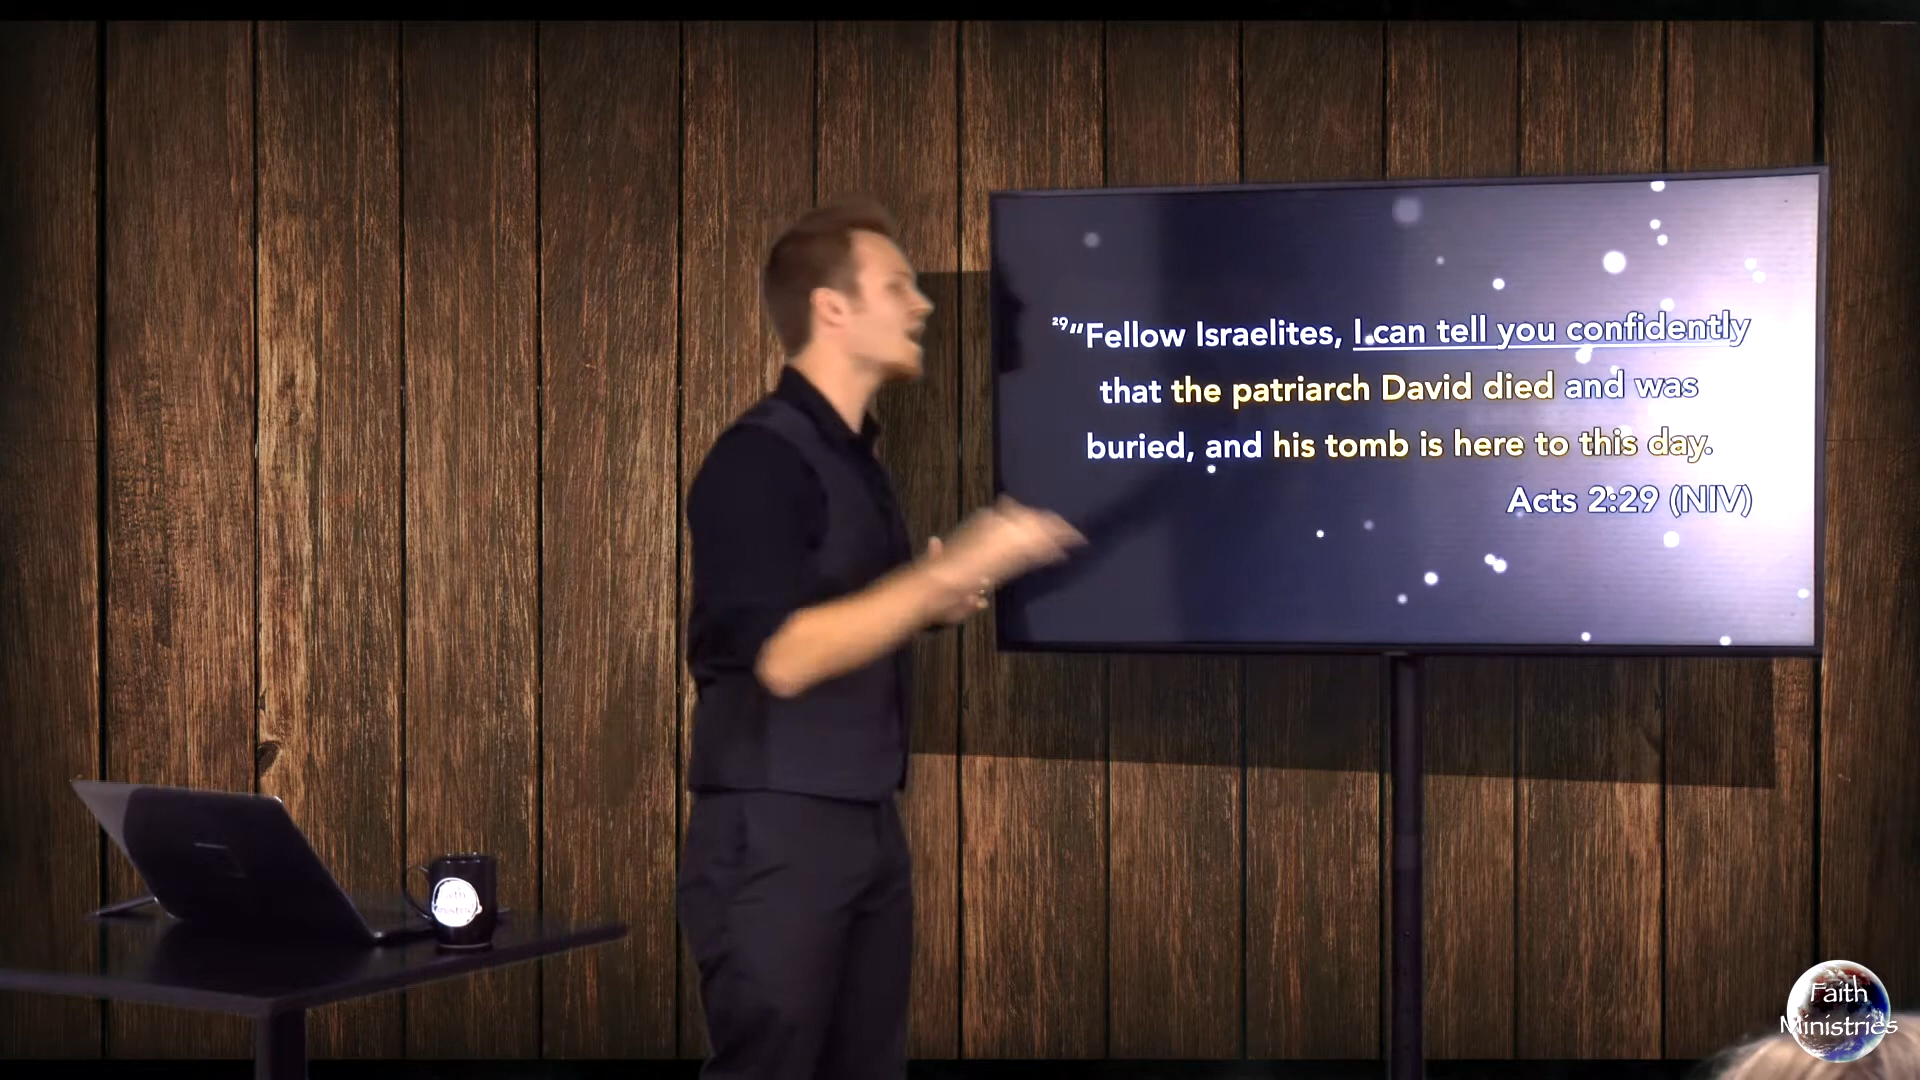 ²⁹“Fellow Israelites, I can tell you confidently
that the patriarch David died and was
buried, and his tomb is here to this day.
Acts 2:29 (NIV)
Faith
Ministries